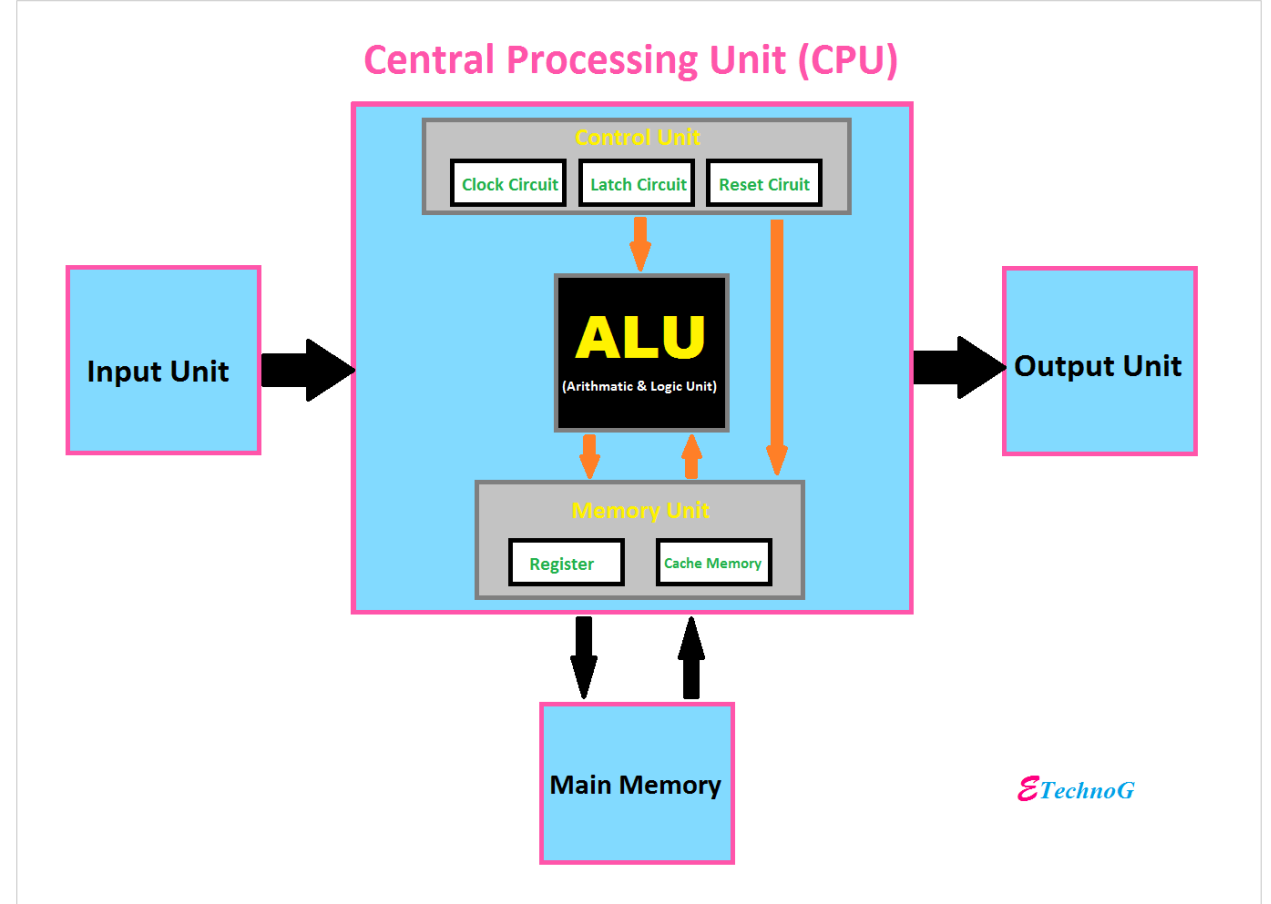 Central Processing Unit (CPU)
Control Unit
Clock Circuit
Latch Circuit
Reset Ciruit
Input Unit
ALU
(Arithmatic & Logic Unit)
Output Unit
Memory Unit
Register
Cache Memory
Main Memory
ETechnoG